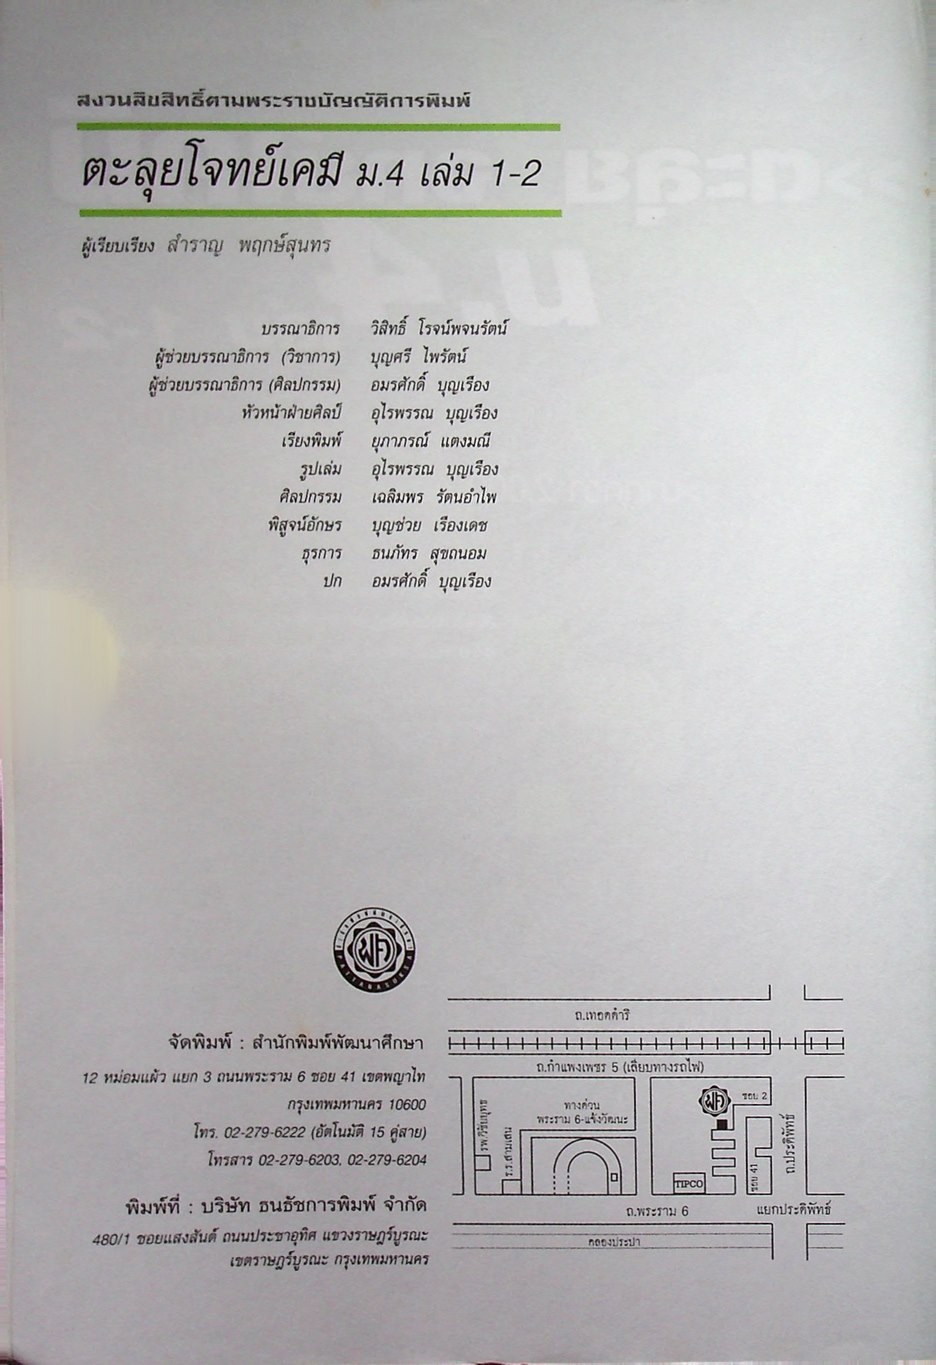 สงวนลิขสิทธิ์ตามพระราชบัญญัติการพิมพ์
ตะลุยโจทย์เคมี ม.4 เล่ม 1-2
ผู้เรียบเรียง สำราญ พฤกษ์สุนทร
บรรณาธิการ วิสิทธิ์ โรจน์พจนรัตน์
ผู้ช่วยบรรณาธิการ (วิชาการ) บุญศรี ไพรัตน์
ผู้ช่วยบรรณาธิการ (ศิลปกรรม) อมรศักดิ์ บุญเรือง
หัวหน้าฝ่ายศิลป์ อุไรพรรณ บุญเรือง
เรียงพิมพ์ ยุภาภรณ์ แตงมณี
รูปเล่ม อุไรพรรณ บุญเรือง
ศิลปกรรม เฉลิมพร รัตนอำไพ
พิสูจน์อักษร บุญช่วย เรืองเดช
ธุรการ ธนภัทร สุขถนอม
ปก อมรศักดิ์ บุญเรือง
พศ
PATTANASUKSA
จัดพิมพ์ : สำนักพิมพ์พัฒนาศึกษา
12 หม่อมแผ้ว แยก 3 ถนนพระราม 6 ซอย 41 เขตพญาไท
กรุงเทพมหานคร 10600
โทร. 02-279-6222 (อัตโนมัติ 15 คู่สาย)
โทรสาร 02-279-6203, 02-279-6204
พิมพ์ที่ : บริษัท ธนธัชการพิมพ์ จำกัด
480/1 ซอยแสงสันต์ ถนนประชาอุทิศ แขวงราษฎร์บูรณะ
เขตราษฎร์บูรณะ กรุงเทพมหานคร
ถ.เทอดดำริ
ถ.กำแพงเพชร 5 (เลียบทางรถไฟ)
รพ.วิชัยยุทธ
ร.ร.สามเสน
ทางด่วน
พระราม 6-แจ้งวัฒนะ
พศ
ซอย 2
ซอย 41
ถ.ประดิพัทธ์
TIPCO
ถ.พระราม 6
แยกประดิพัทธ์
คลองประปา